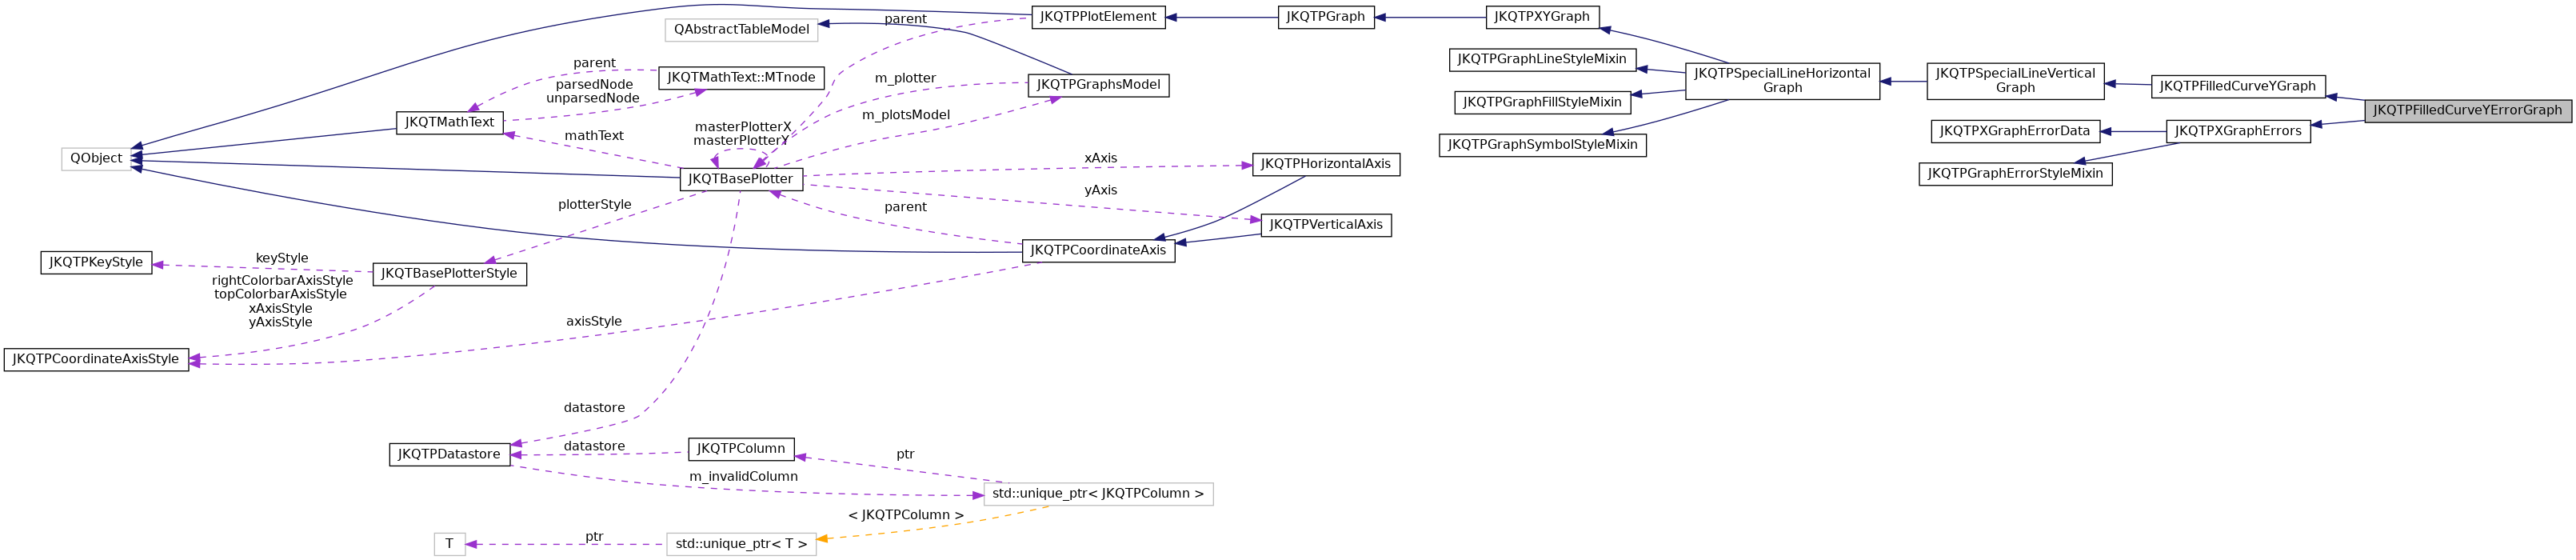 parent
JKQTPPlotElement
JKQTPGraph
JKQTPXYGraph
QAbstractTableModel
parent
JKQTMathText::MTnode
parsedNode
unparsedNode
m_plotter
JKQTPGraphsModel
JKQTPGraphLineStyleMixin
JKQTPSpecialLineHorizontal
Graph
JKQTPSpecialLineVertical
Graph
JKQTPFilledCurveYGraph
JKQTPFilledCurveYErrorGraph
JKQTPGraphFillStyleMixin
JKQTMathText
mathText
masterPlotterX
masterPlotterY
m_plotsModel
JKQTPGraphSymbolStyleMixin
JKQTPXGraphErrorData
JKQTPXGraphErrors
JKQTPGraphErrorStyleMixin
QObject
JKQTBasePlotter
xAxis
JKQTPHorizontalAxis
yAxis
plotterStyle
parent
JKQTPVerticalAxis
JKQTPCoordinateAxis
JKQTPKeyStyle
keyStyle
JKQTBasePlotterStyle
rightColorbarAxisStyle
topColorbarAxisStyle
xAxisStyle
yAxisStyle
axisStyle
JKQTPCoordinateAxisStyle
datastore
JKQTPDatastore
datastore
JKQTPColumn
ptr
m_invalidColumn
std::unique_ptr< JKQTPColumn >
< JKQTPColumn >
T
ptr
std::unique_ptr< T >